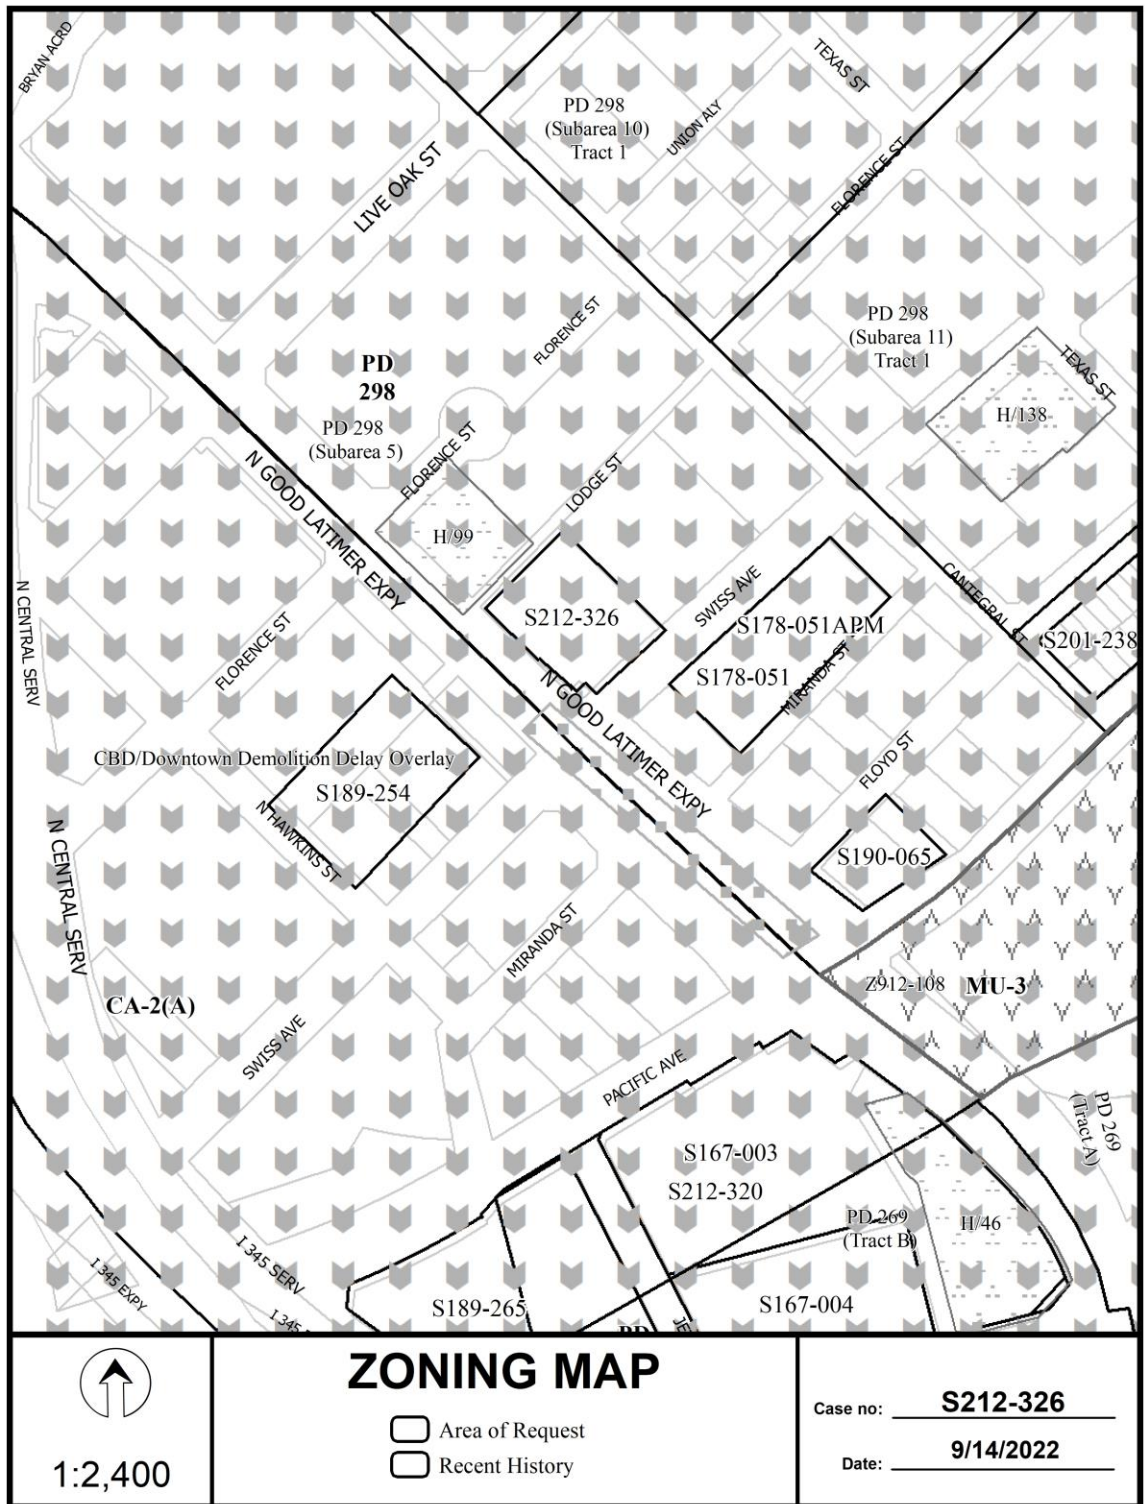 BRYAN ACRD
TEXAS ST
PD 298
(Subarea 10)
Tract 1
UNION ALY
LIVE OAK ST
FLORENCE ST
FLORENCE ST
PD 298
(Subarea 11)
Tract 1
TEXAS ST
PD
298
PD 298
(Subarea 5)
H/138
FLORENCE ST
LODGE ST
N GOOD LATIMER EXPY
H/99
N CENTRAL SERV
SWISS AVE
CANTEGRAL ST
S212-326
S178-051APM
S201-238
FLORENCE ST
S178-051
MIRANDA ST
N GOOD LATIMER EXPY
CBD/Downtown Demolition Delay Overlay
S189-254
FLOYD ST
N HAWKINS ST
S190-065
N CENTRAL SERV
MIRANDA ST
Z912-108
MU-3
CA-2(A)
SWISS AVE
PACIFIC AVE
PD 269
(Tract A)
S167-003
S212-320
PD 269
(Tract B)
H/46
I 345 SERV
I 345 EXPY
I 345
S189-265
S167-004
PD
JE
ZONING MAP
Area of Request
Recent History
1:2,400
Case no: S212-326
Date: 9/14/2022